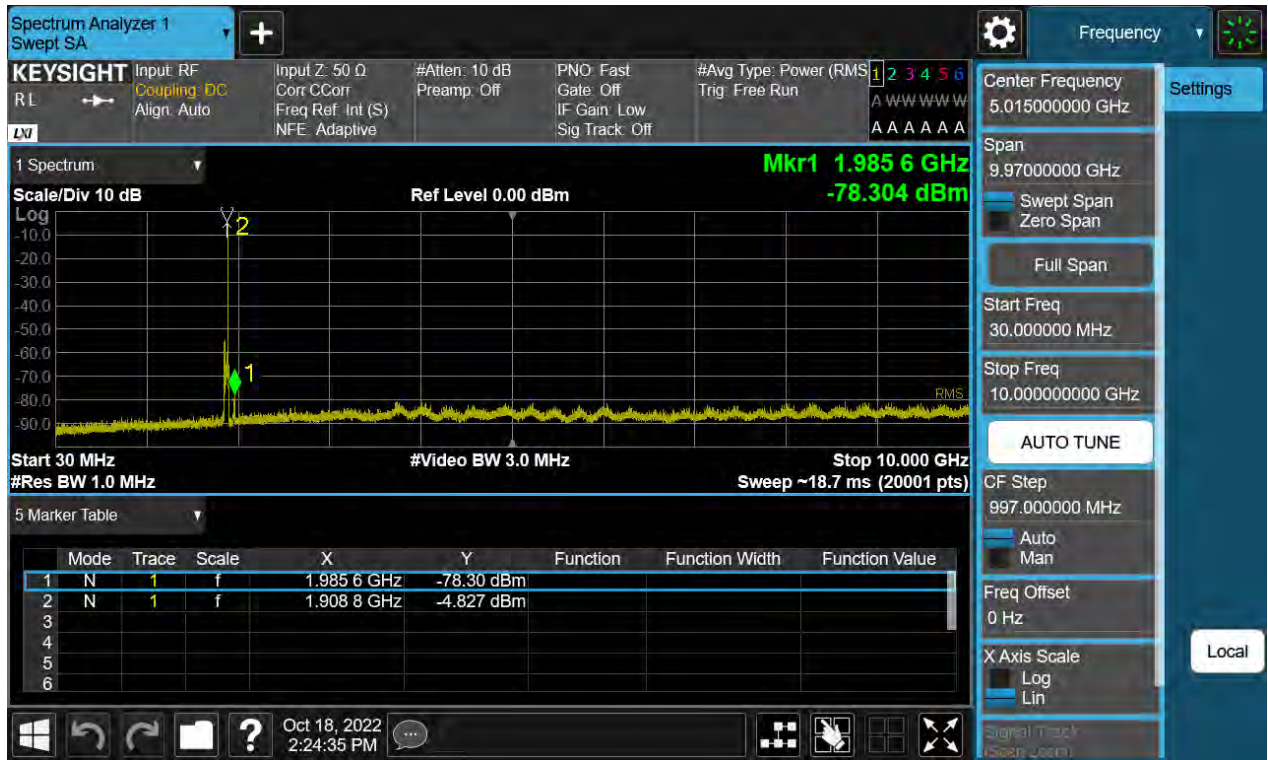 Spectrum Analyzer 1
Swept SA
+
Frequency
KEYSIGHT
RL
LXI
Input: RF
Coupling: DC
Align: Auto
Input Z: 50 Ω
Corr CCorr
Freq Ref: Int (S)
NFE: Adaptive
#Atten: 10 dB
Preamp: Off
PNO: Fast
Gate: Off
IF Gain: Low
Sig Track: Off
#Avg Type: Power (RMS
Trig: Free Run
1 2 3 4 5 6
A W W W W W
A A A A A A
1 Spectrum
Scale/Div 10 dB
Ref Level 0.00 dBm
Mkr1 1.985 6 GHz
-78.304 dBm
Log
-10.0
-20.0
-30.0
-40.0
-50.0
-60.0
-70.0
-80.0
-90.0
2
1
RMS
Start 30 MHz
#Video BW 3.0 MHz
Stop 10.000 GHz
#Res BW 1.0 MHz
Sweep ~18.7 ms (20001 pts)
5 Marker Table
Mode Trace Scale X Y Function Function Width Function Value
1 N 1 f 1.985 6 GHz -78.30 dBm
2 N 1 f 1.908 8 GHz -4.827 dBm
3
4
5
6
?
Oct 18, 2022
2:24:35 PM
Settings
Center Frequency
5.015000000 GHz
Span
9.97000000 GHz
Swept Span
Zero Span
Full Span
Start Freq
30.000000 MHz
Stop Freq
10.000000000 GHz
AUTO TUNE
CF Step
997.000000 MHz
Auto
Man
Freq Offset
0 Hz
X Axis Scale
Log
Lin
Signal Track
(Span Zoom)
Local